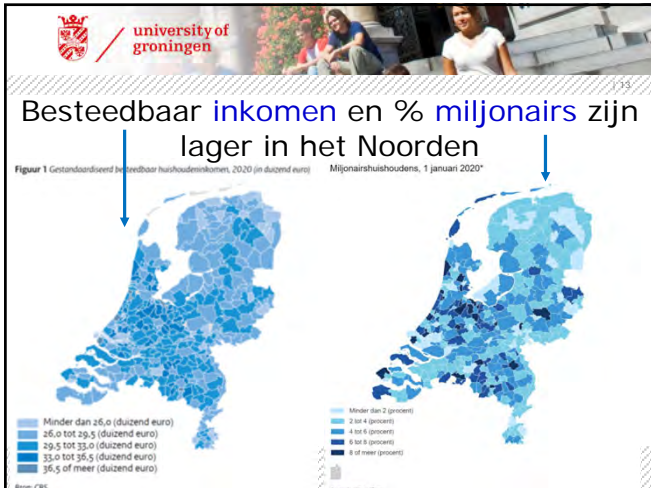 university of
groningen
| 13
Besteedbaar inkomen en % miljonairs zijn
lager in het Noorden
Figuur 1 Gestandaardiseerd besteedbaar huishoudeninkomen, 2020 (in duizend euro)
Miljonairshuishoudens, 1 januari 2020*
Minder dan 26,0 (duizend euro)
26,0 tot 29,5 (duizend euro)
29,5 tot 33,0 (duizend euro)
33,0 tot 36,5 (duizend euro)
36,5 of meer (duizend euro)
Bron: CBS
Minder dan 2 (procent)
2 tot 4 (procent)
4 tot 6 (procent)
6 tot 8 (procent)
8 of meer (procent)